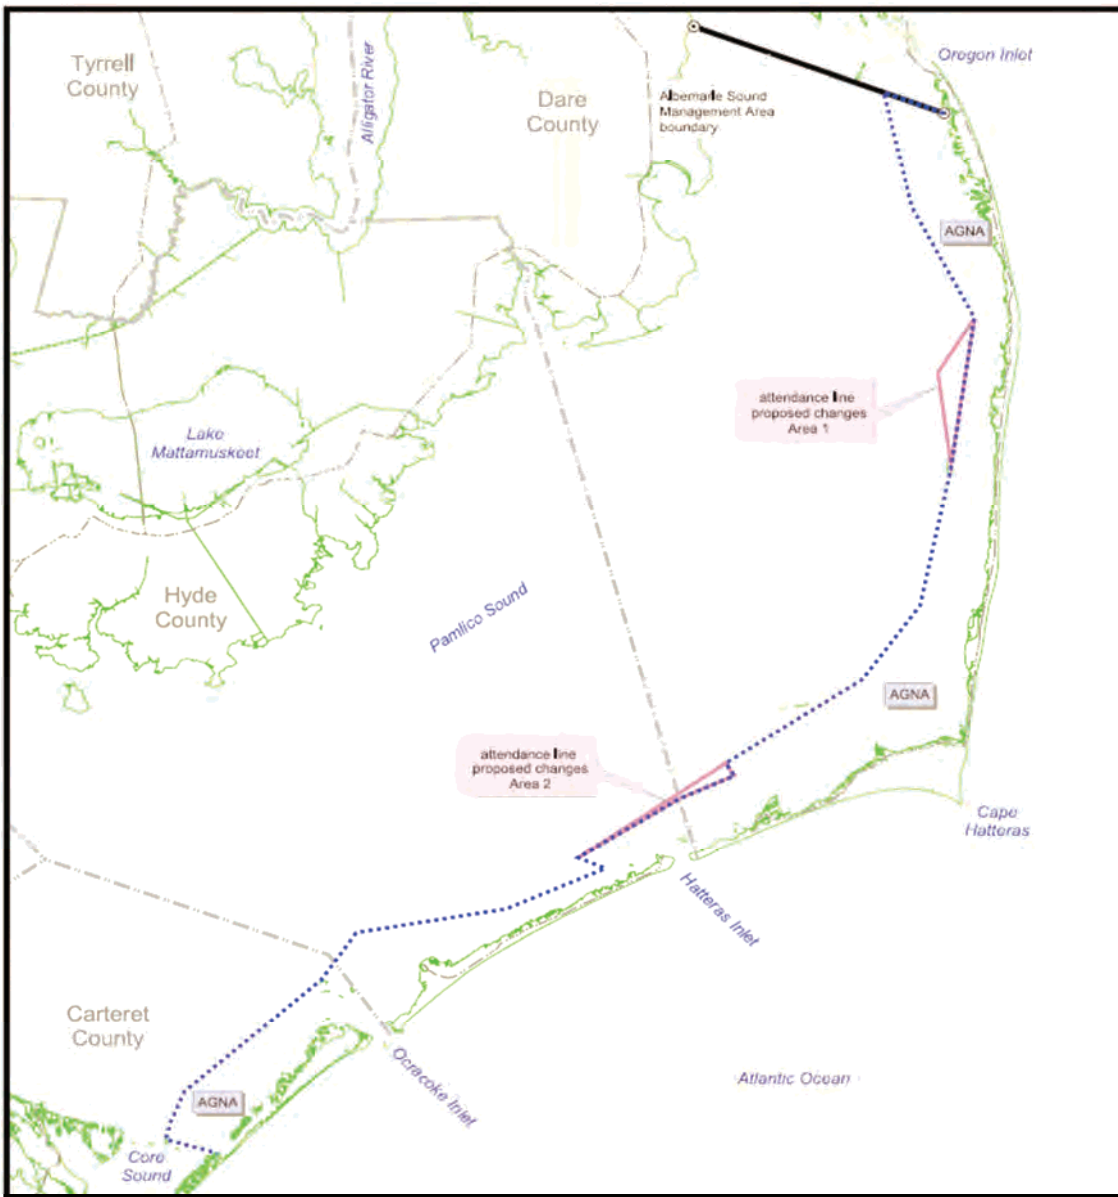 Tyrrell
County
Alligator River
Dare
County
Albemarle Sound
Management Area
boundary
Oregon Inlet
AGNA
attendance line
proposed changes
Area 1
Lake
Mattamuskeet
Hyde
County
Pamlico Sound
AGNA
attendance line
proposed changes
Area 2
Cape
Hatteras
Hatteras Inlet
Carteret
County
Ocracoke Inlet
Atlantic Ocean
AGNA
Core
Sound